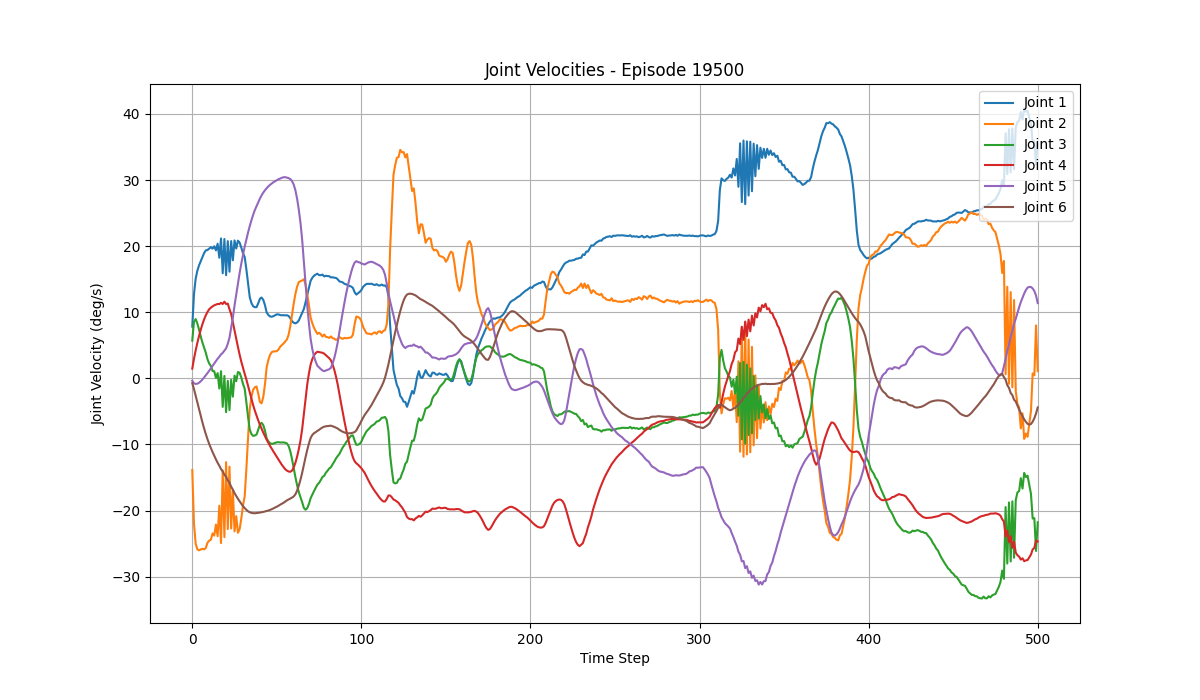 Joint Velocities - Episode 19500
Joint Velocity (deg/s)
40
30
20
10
0
−10
−20
−30
0
100
200
300
400
500
Time Step
Joint 1
Joint 2
Joint 3
Joint 4
Joint 5
Joint 6